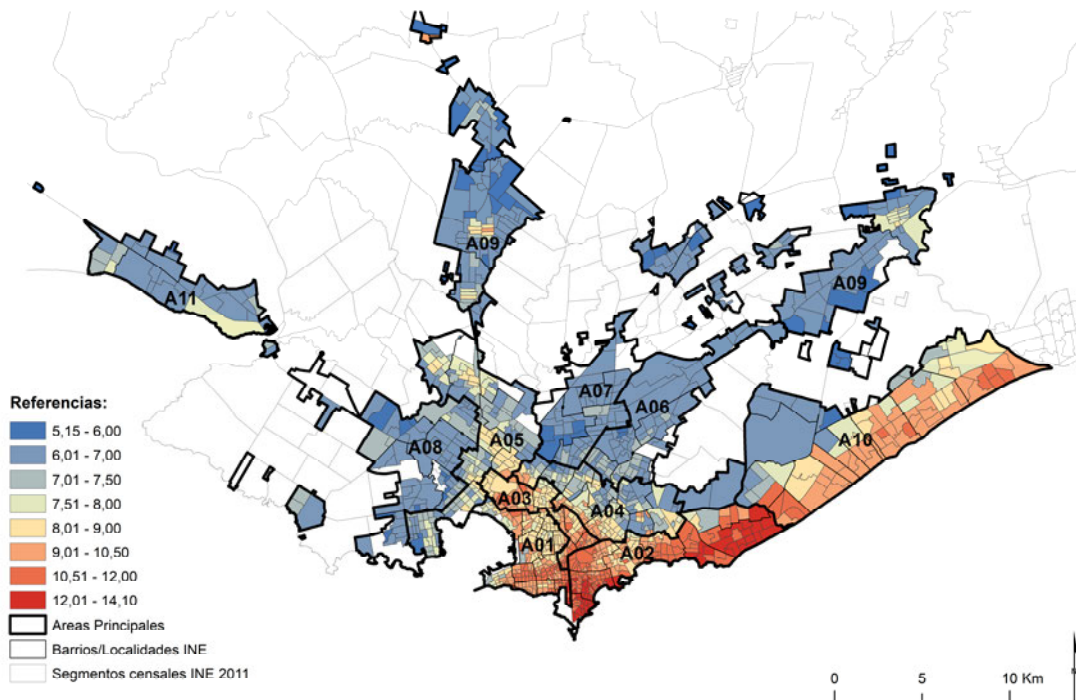 A09
A11
A09
A07
A06
A10
A05
A08
A03
A04
A01
A02
Referencias:
5,15 - 6,00
6,01 - 7,00
7,01 - 7,50
7,51 - 8,00
8,01 - 9,00
9,01 - 10,50
10,51 - 12,00
12,01 - 14,10
Areas Principales
Barrios/Localidades INE
Segmentos censales INE 2011
0 5 10 Km